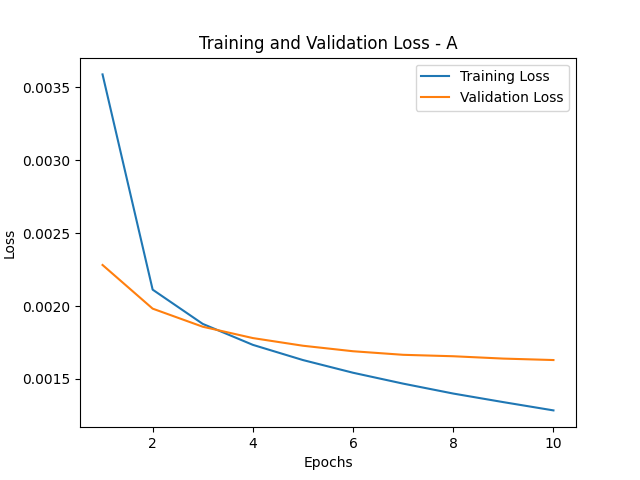 Training and Validation Loss - A
Training Loss
Validation Loss
Loss
0.0035
0.0030
0.0025
0.0020
0.0015
2
4
6
8
10
Epochs